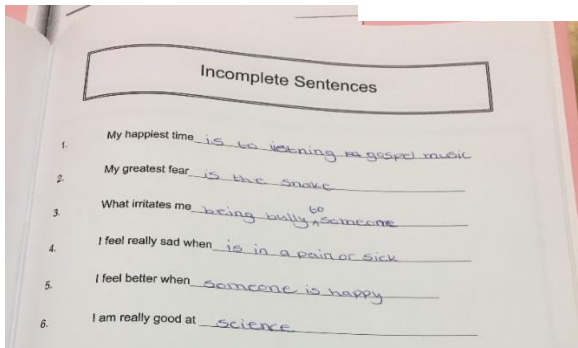 Incomplete Sentences
1. My happiest time is to listning to gospel music
2. My greatest fear is the snake
3. What irritates me being bully to someone
4. I feel really sad when is in a pain or sick
5. I feel better when someone is happy
6. I am really good at science